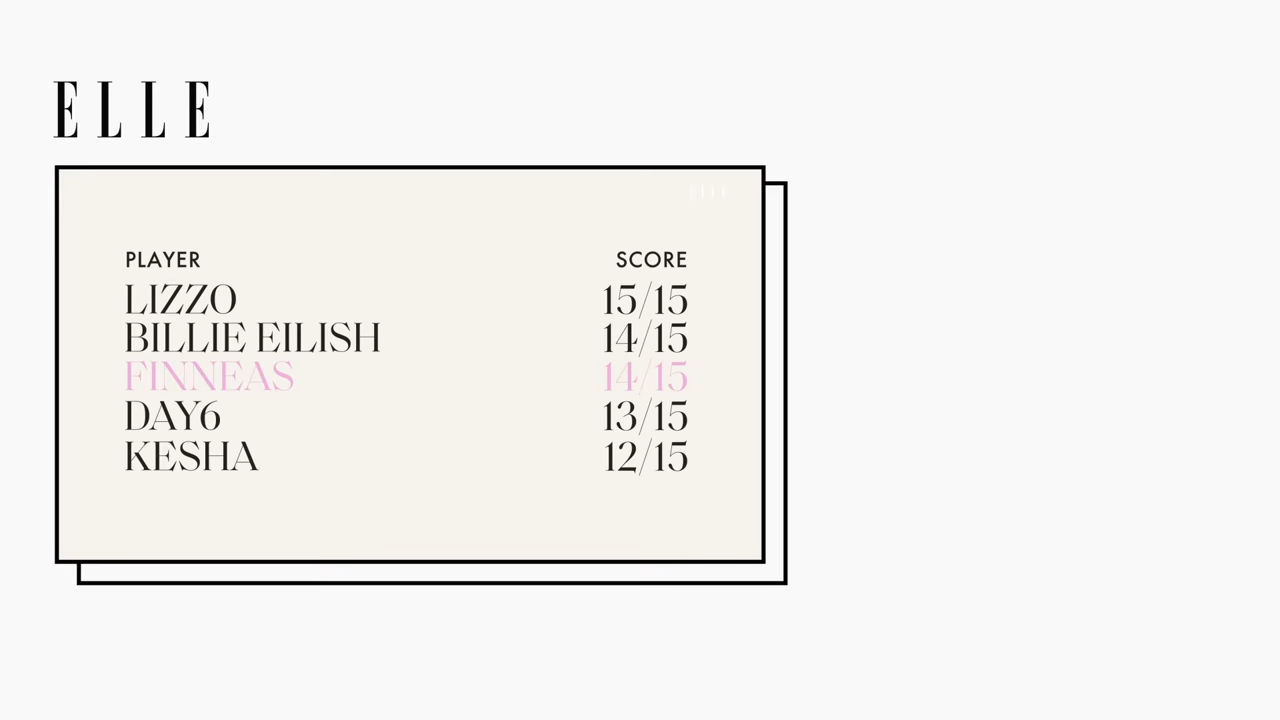 ELLE
PLAYER SCORE
LIZZO 15/15
BILLIE EILISH 14/15
FINNEAS 14/15
DAY6 13/15
KESHA 12/15